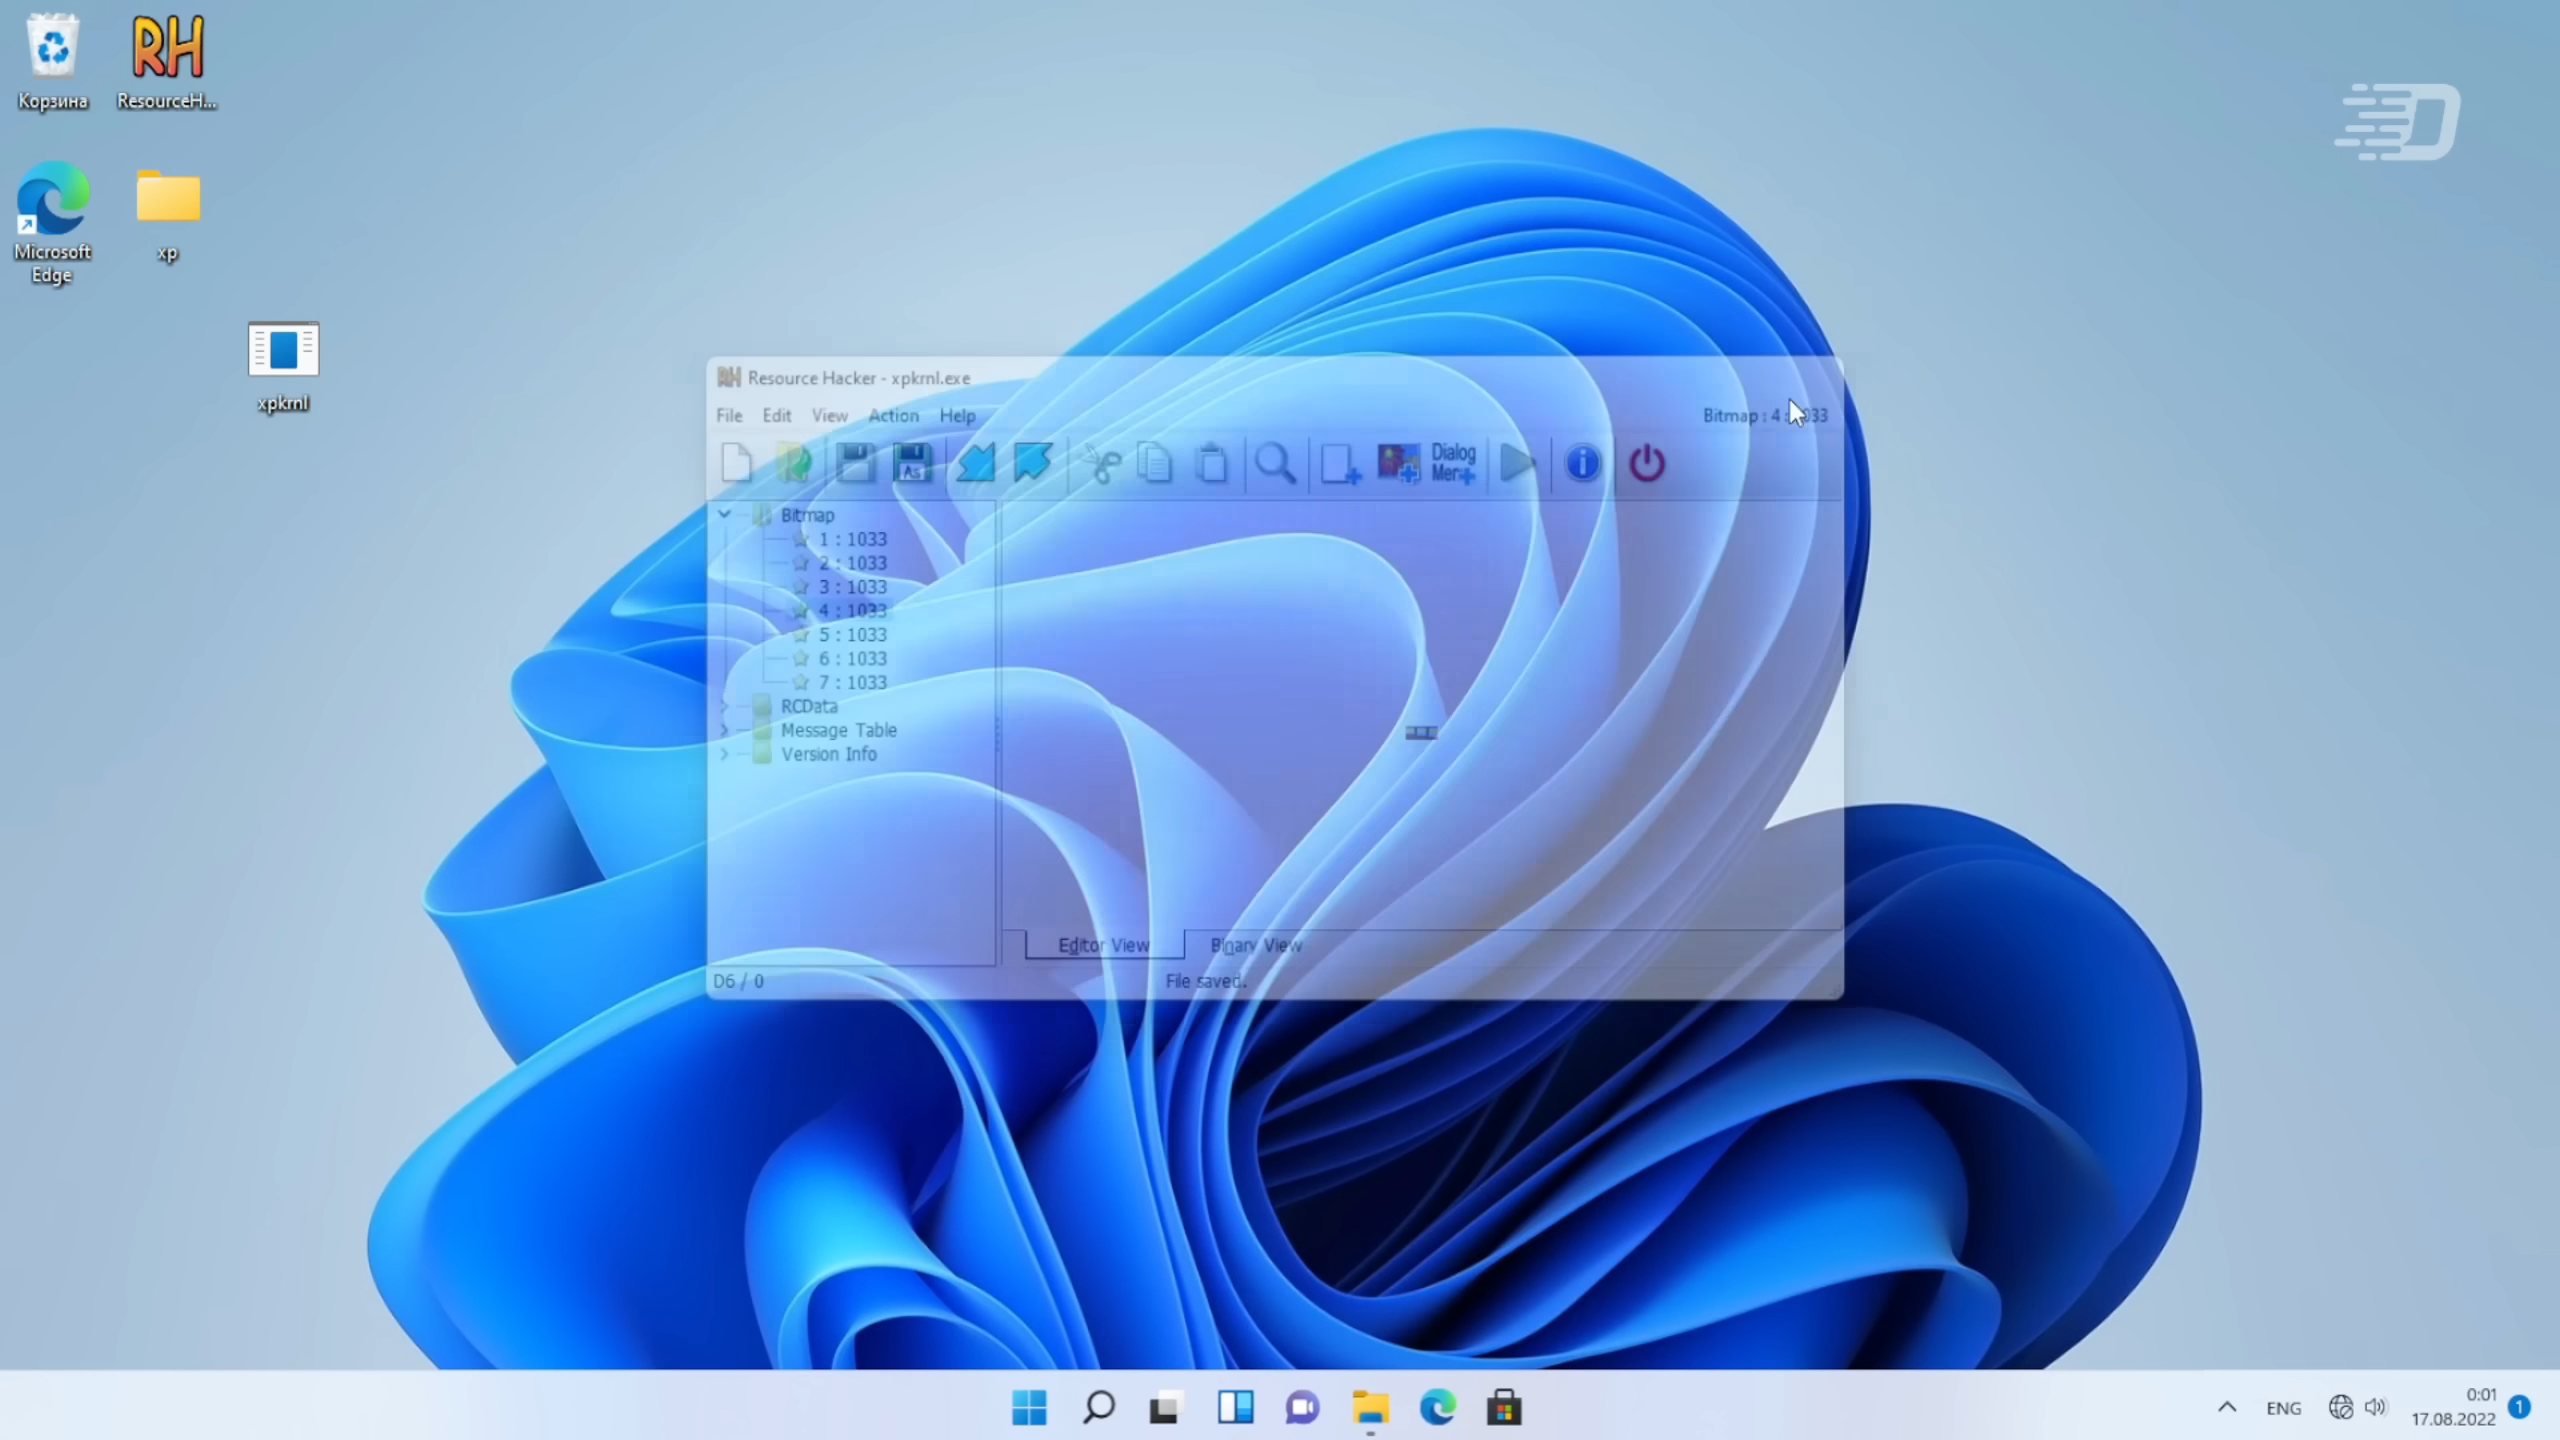 Корзина
ResourceH...
Microsoft
Edge
xp
xpkrnl
RH Resource Hacker - xpkrnl.exe
File Edit View Action Help
As
Dialog
Bitmap
1 : 1033
2 : 1033
3 : 1033
4 : 1033
5 : 1033
6 : 1033
7 : 1033
RCData
Message Table
Version Info
Editor View Binary View
D6 / 0 File saved.
ENG
0:01
17.08.2022
1